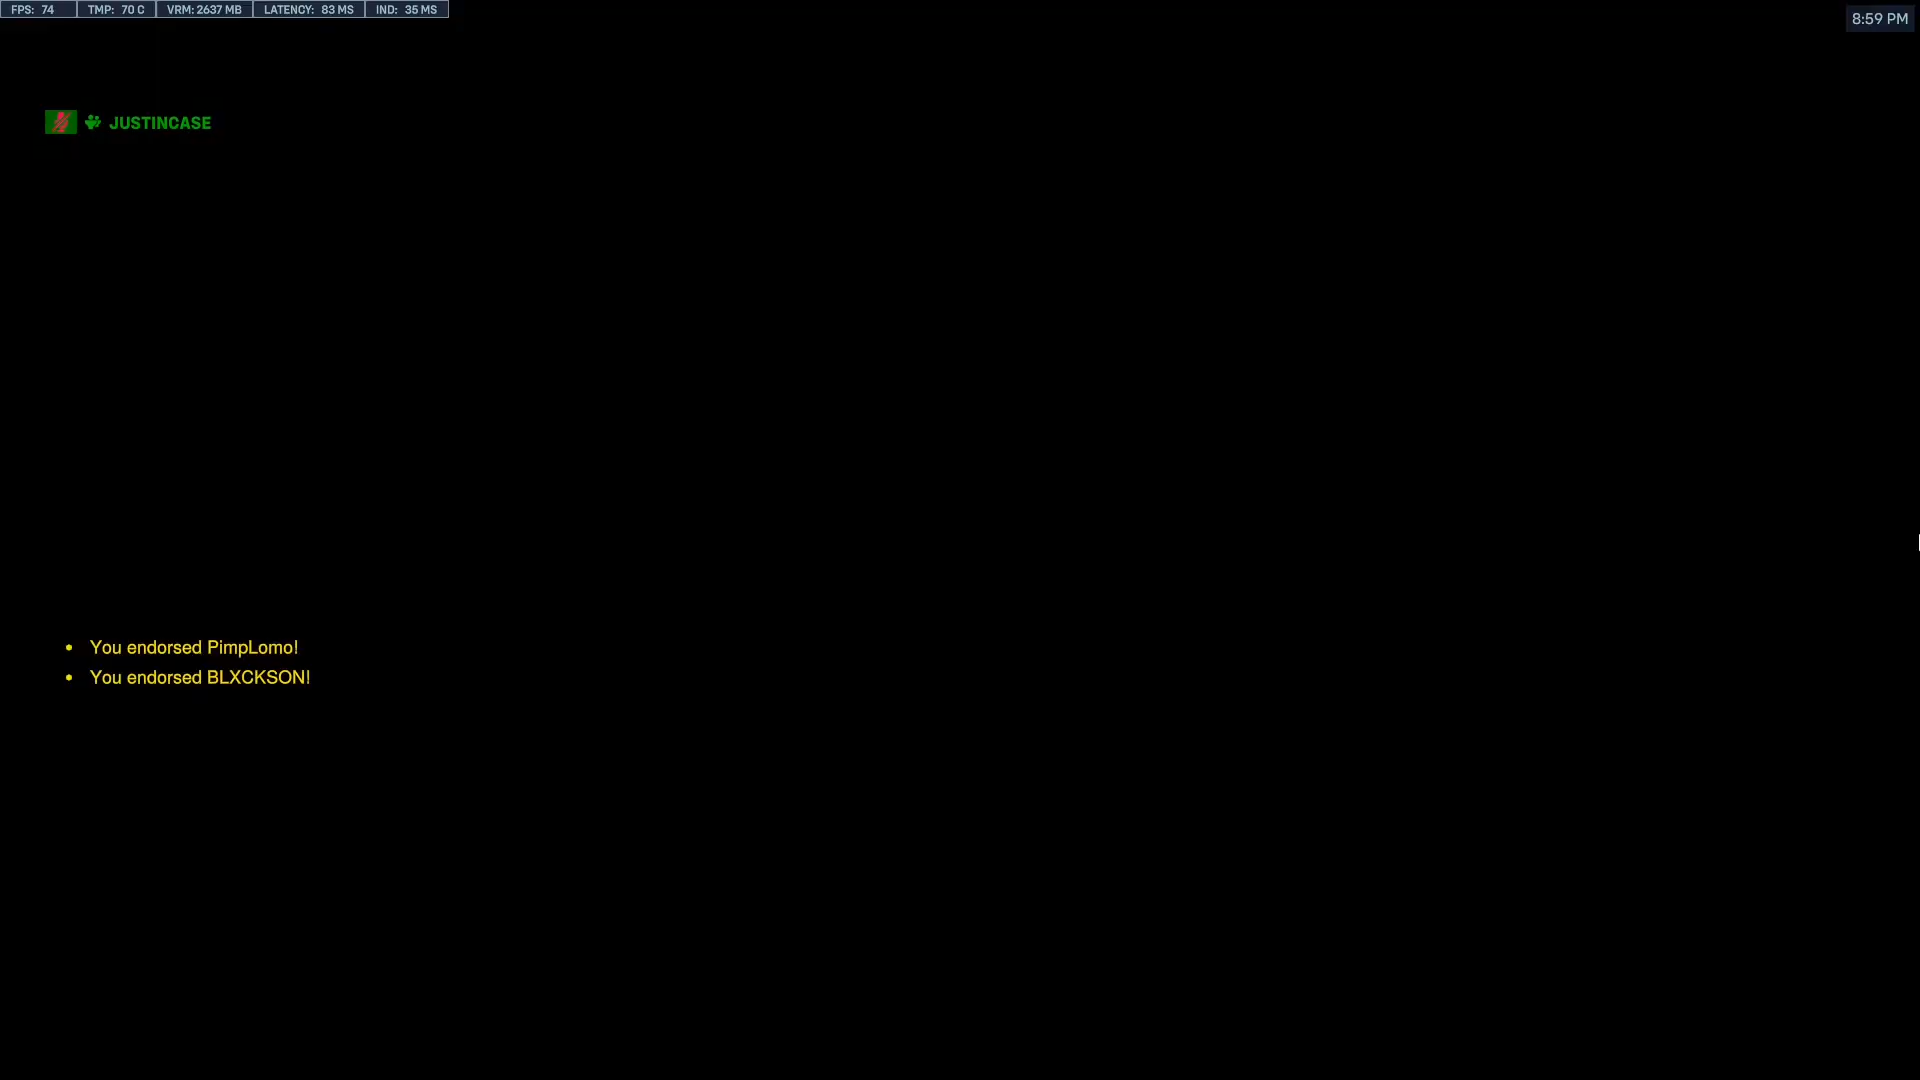 FPS: 74 TMP: 70 C VRM: 2637 MB LATENCY: 83 MS IND: 35 MS
8:59 PM
JUSTINCASE
• You endorsed PimpLomo!
• You endorsed BLXCKSON!